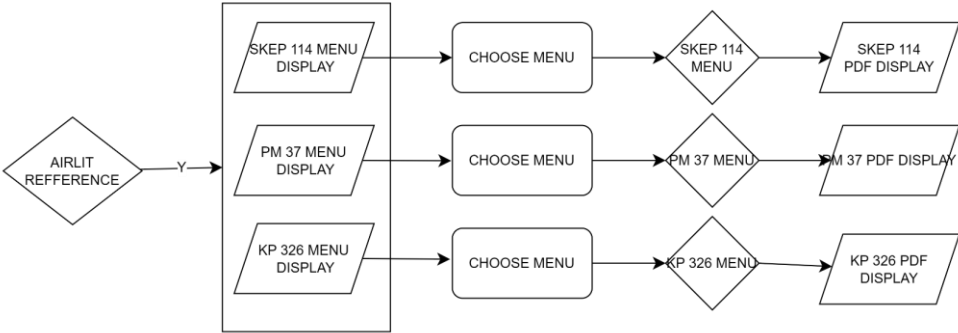 SKEP 114 MENU
DISPLAY
CHOOSE MENU
SKEP 114
MENU
SKEP 114
PDF DISPLAY
AIRLIT
REFFERENCE
Y
PM 37 MENU
DISPLAY
CHOOSE MENU
PM 37 MENU
PM 37 PDF DISPLAY
KP 326 MENU
DISPLAY
CHOOSE MENU
KP 326 MENU
KP 326 PDF
DISPLAY